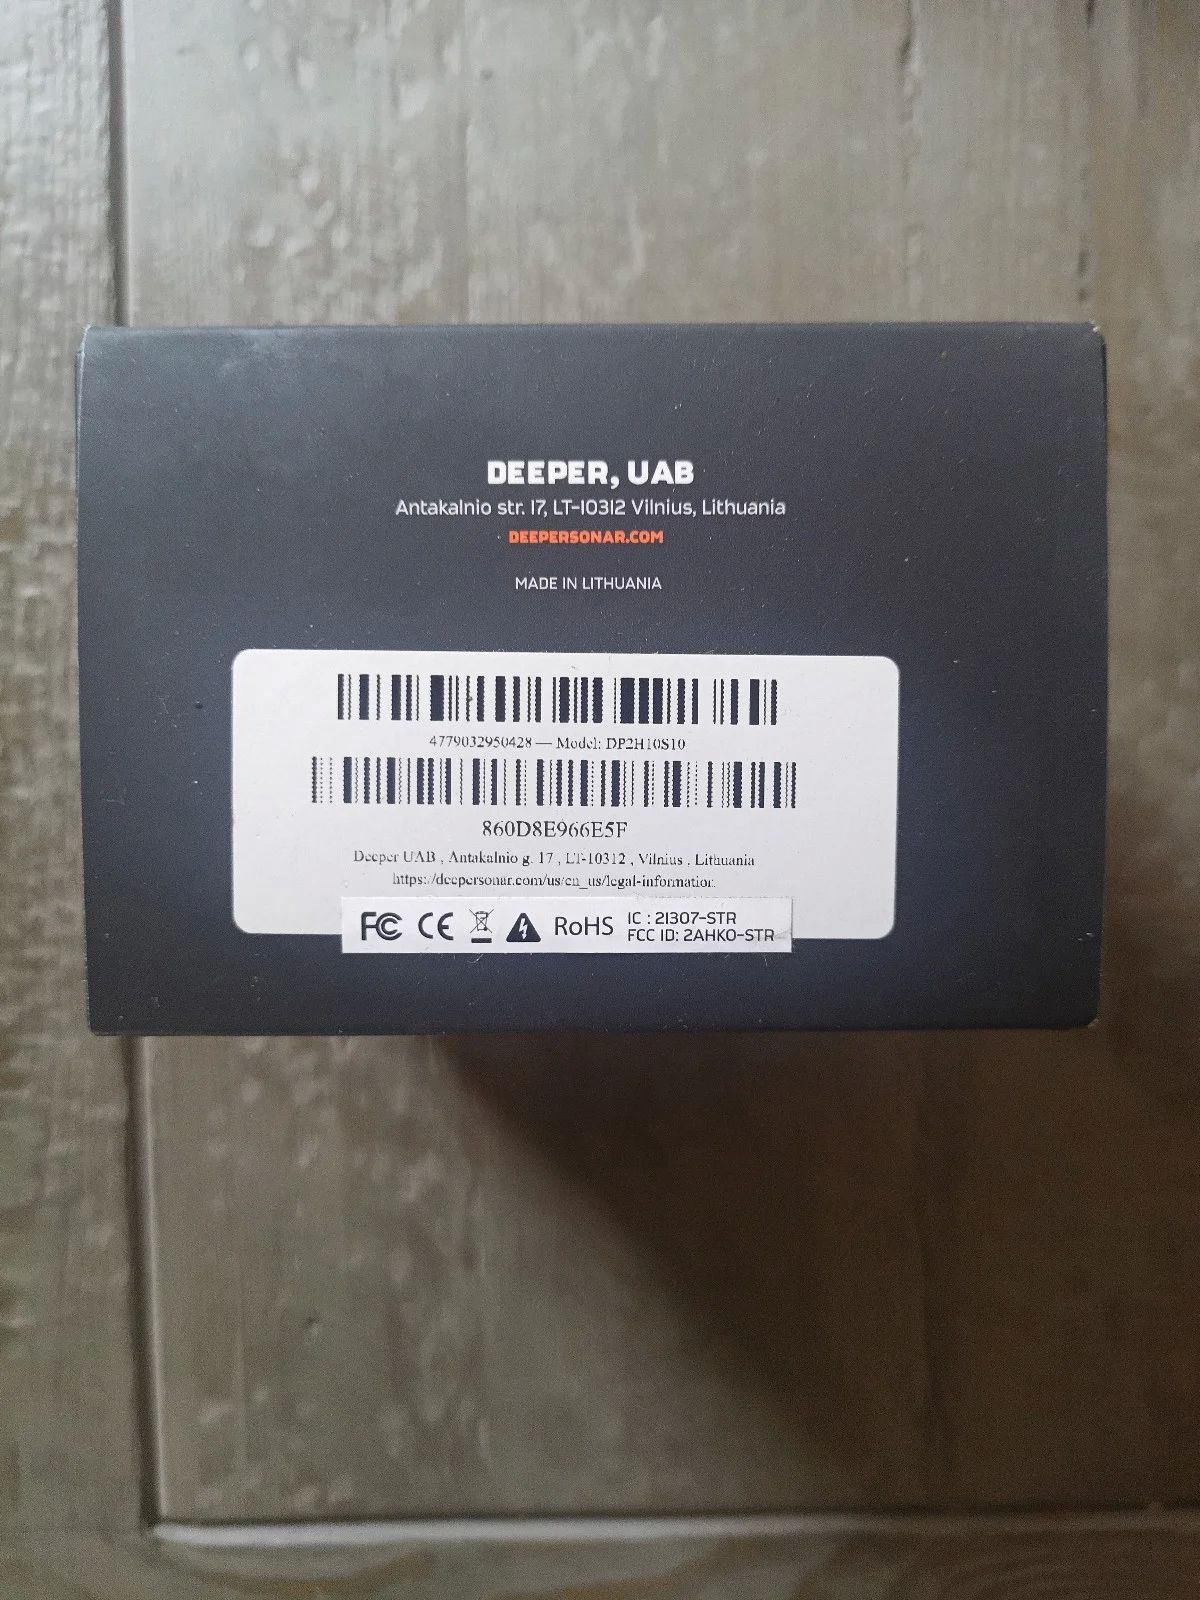 DEEPER, UAB
Antakalnio str. 17, LT-10312 Vilnius, Lithuania
DEEPERSONAR.COM
MADE IN LITHUANIA
4779032950428 — Model: DP2H10S10
860D8E966E5F
Deeper UAB , Antakalnio g. 17 , LT-10312 , Vilnius , Lithuania
https://deepersonar.com/us/en_us/legal-information
FC CE RoHS IC : 21307-STR
FCC ID: 2AHKO-STR